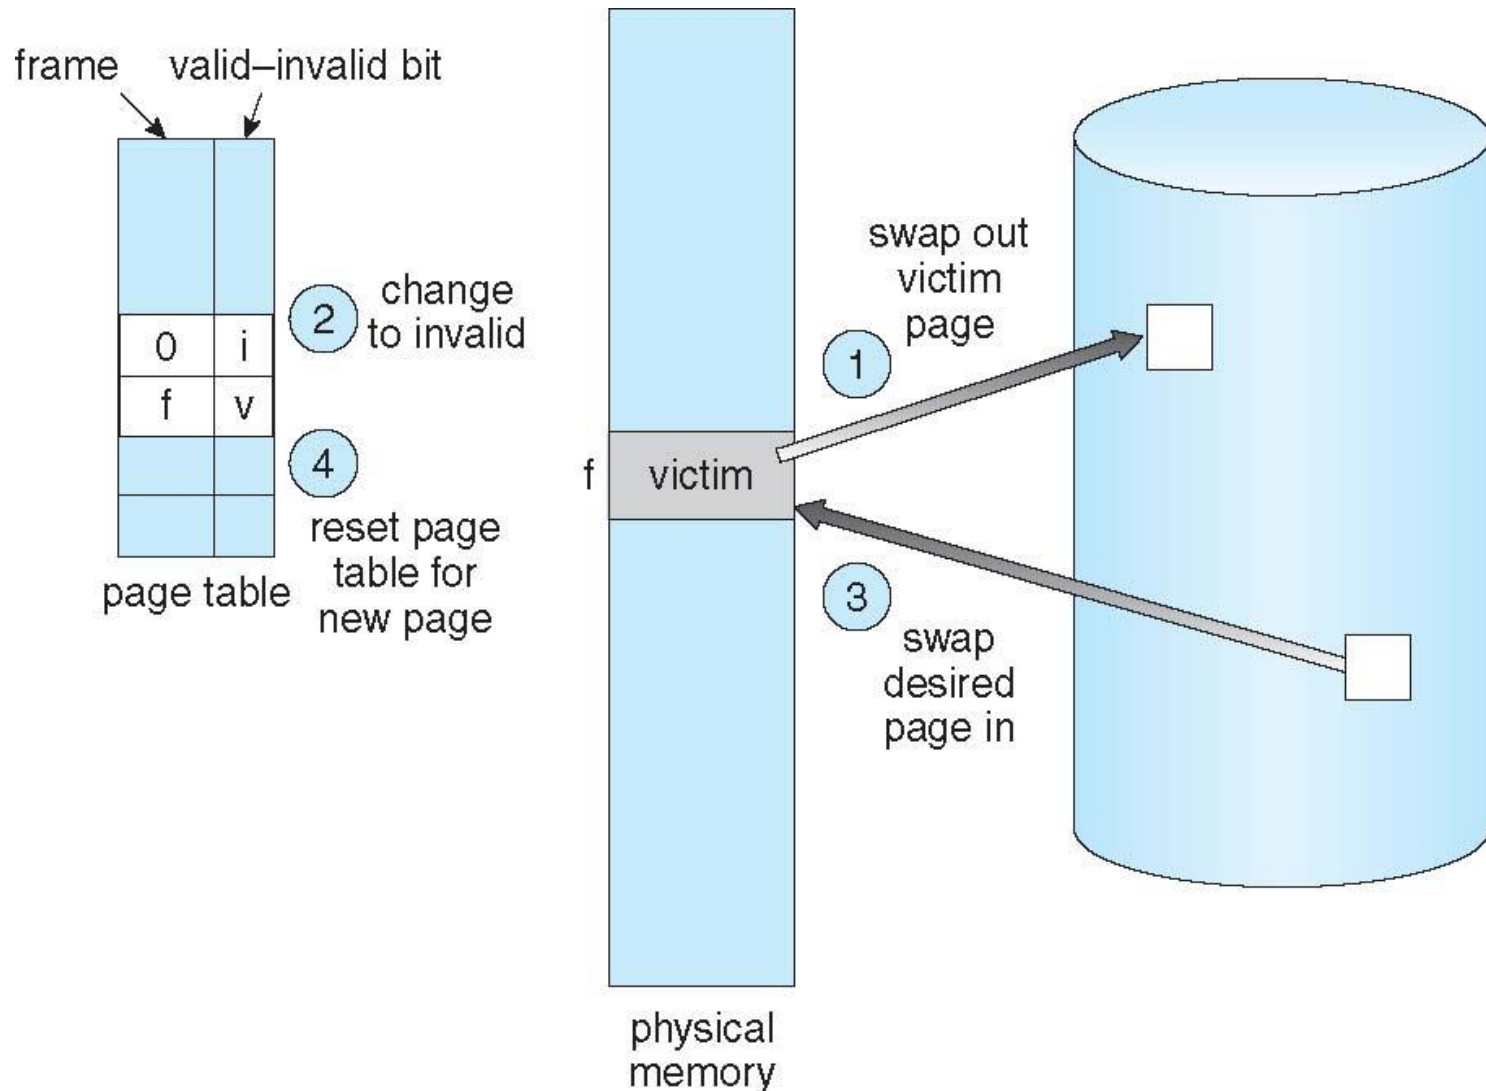 frame
valid–invalid bit
0 i
f v
page table
2
change
to invalid
4
reset page
table for
new page
f
victim
physical
memory
swap out
victim
page
1
3
swap
desired
page in